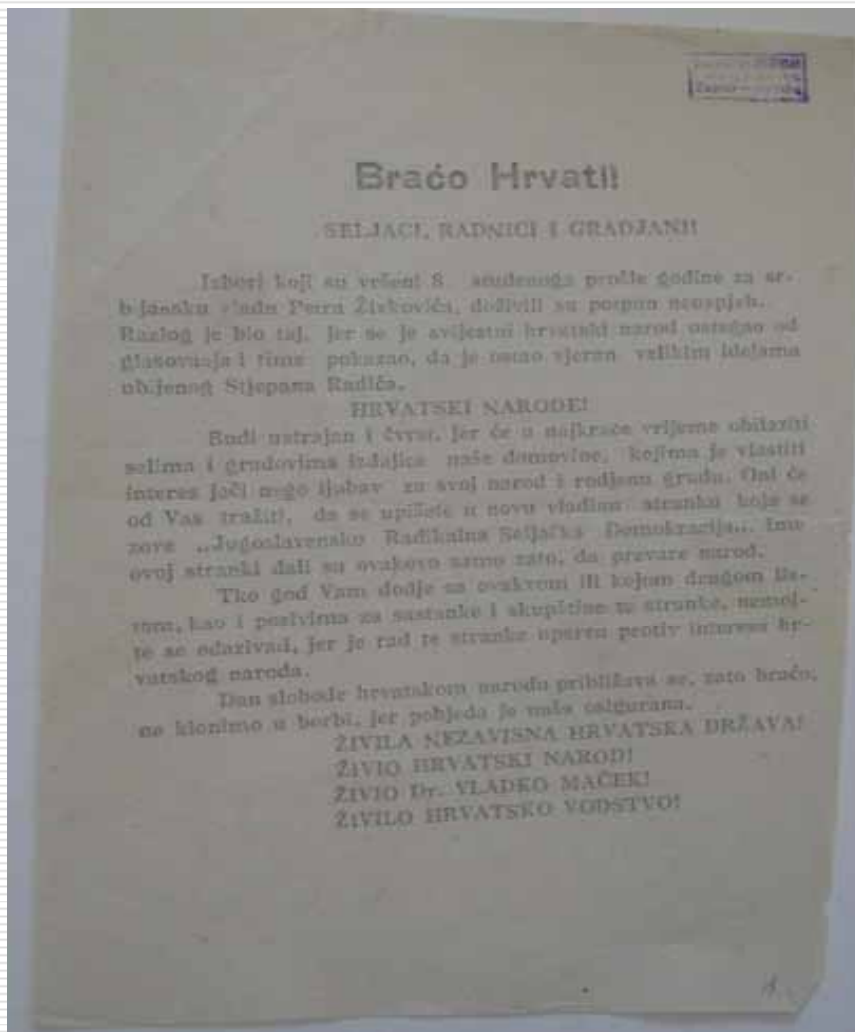 Braćo Hrvati!
SELJACI, RADNICI I GRADJANI!
Izbori koji su vršeni 8. studenoga prošle godine za sr-
bijansku vladu Petra Živkovića, doživili su potpun neuspjeh.
Razlog je bio taj, jer se je svijestni hrvatski narod ustegao od
glasovanja i time pokazao, da je ostao vjeran velikim idejama
ubijenog Stjepana Radića.
HRVATSKI NARODE!
Budi ustrajan i čvrst, jer će u najkraće vrijeme obilaziti
selima i gradovima izdajice naše domovine, kojima je vlastiti
interes jači nego ljubav za svoj narod i rodjenu grudu. Oni će
od Vas tražiti, da se upišete u novu vladinu stranku koja se
zove „Jugoslavensko Radikalna Seljačka Demokracija„. Ime
ovoj stranki dali su ovakovo samo zato, da prevare narod.
Tko god Vam dodje sa ovakvom ili kojom drugom lis-
tom, kao i pozivima za sastanke i skupštine te stranke, nemoj-
te se odazivad, jer je rad te stranke uperen protiv interesa hr-
vatskog naroda.
Dan slobode hrvatskom narodu približava se, zato braćo,
ne klonimo u borbi, jer pobjeda je naša osigurana.
ŽIVILA NEZAVISNA HRVATSKA DRŽAVA!
ŽIVIO HRVATSKI NAROD!
ŽIVIO Dr. VLADKO MAČEK!
ŽIVILO HRVATSKO VODSTVO!